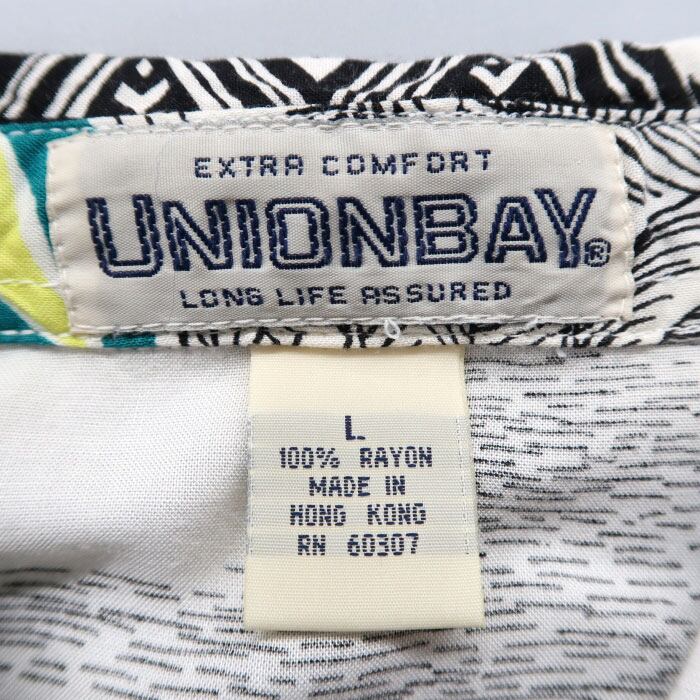 EXTRA COMFORT
UNIONBAY®
LONG LIFE ASSURED
L
100% RAYON
MADE IN
HONG KONG
RN 60307